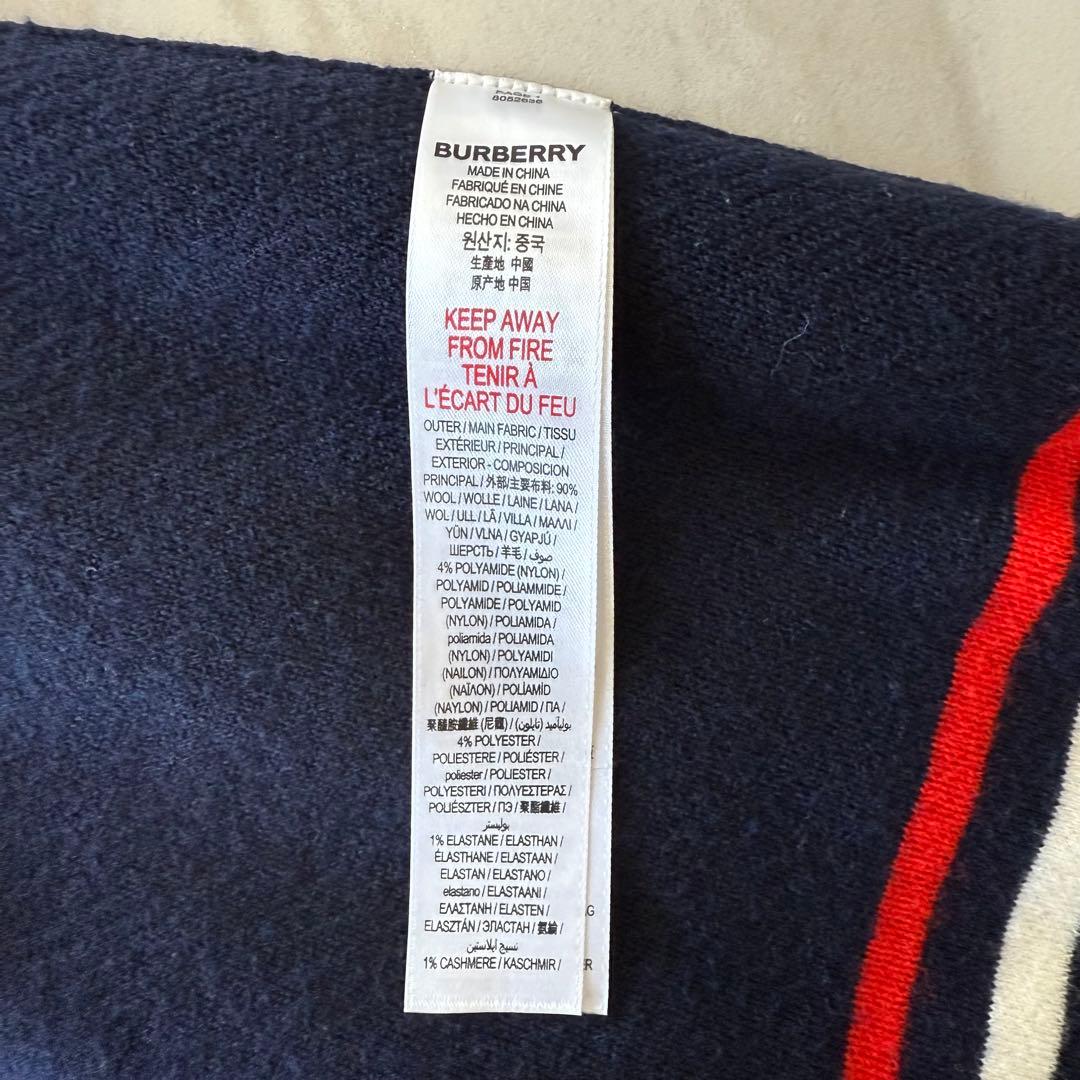 PAGE 1
8052636
BURBERRY
MADE IN CHINA
FABRIQUÉ EN CHINE
FABRICADO NA CHINA
HECHO EN CHINA
원산지: 중국
生產地 中國
原产地 中国
KEEP AWAY
FROM FIRE
TENIR À
L'ÉCART DU FEU
OUTER / MAIN FABRIC / TISSU
EXTÉRIEUR / PRINCIPAL /
EXTERIOR - COMPOSICION
PRINCIPAL / 外部/主要布料: 90%
WOOL / WOLLE / LAINE / LANA /
WOL / ULL / LÃ / VILLA / ΜΑΛΛΙ /
YÜN / VLNA / GYAPJÚ /
ШЕРСТЬ / 羊毛 / صوف
4% POLYAMIDE (NYLON) /
POLYAMID / POLIAMMIDE /
POLYAMIDE / POLYAMID
(NYLON) / POLIAMIDA /
poliamida / POLIAMIDA
(NYLON) / POLYAMIDI
(NAILON) / ΠΟΛΥΑΜΙΔΙΟ
(ΝΑΪΛΟΝ) / POLİAMİD
(NAYLON) / POLIAMID / ПА /
聚醯胺纖維 (尼龍) / بوليأميد (نايلون)
4% POLYESTER /
POLIESTERE / POLIÉSTER /
poliester / POLIESTER /
POLYESTERI / ΠΟΛΥΕΣΤΕΡΑΣ /
POLIÉSZTER / ПЭ / 聚酯纖維 /
بوليستر
1% ELASTANE / ELASTHAN /
ÉLASTHANE / ELASTAAN /
ELASTAN / ELASTANO /
elastano / ELASTAANI /
ΕΛΑΣΤΑΝΗ / ELASTEN /
ELASZTÁN / ЭЛАСТАН / 氨綸 /
نسيج ايلاستين
1% CASHMERE / KASCHMIR /